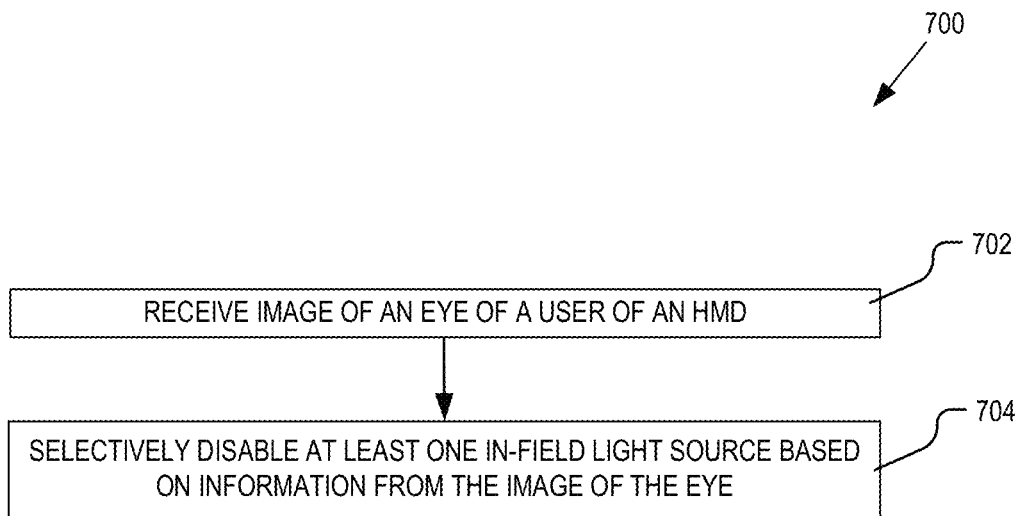 700
702
RECEIVE IMAGE OF AN EYE OF A USER OF AN HMD
704
SELECTIVELY DISABLE AT LEAST ONE IN-FIELD LIGHT SOURCE BASED
ON INFORMATION FROM THE IMAGE OF THE EYE